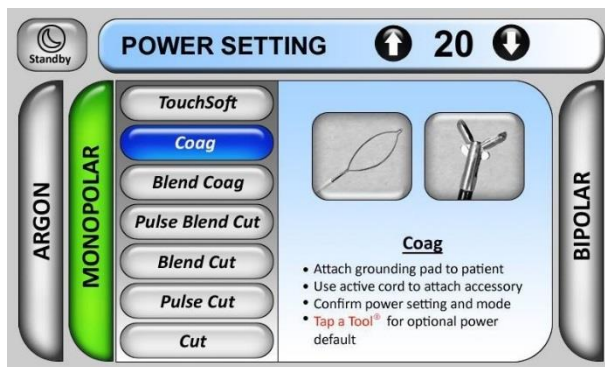 Standby
POWER SETTING 20
ARGON
MONOPOLAR
TouchSoft
Coag
Blend Coag
Pulse Blend Cut
Blend Cut
Pulse Cut
Cut
Coag
• Attach grounding pad to patient
• Use active cord to attach accessory
• Confirm power setting and mode
• Tap a Tool® for optional power
default
BIPOLAR